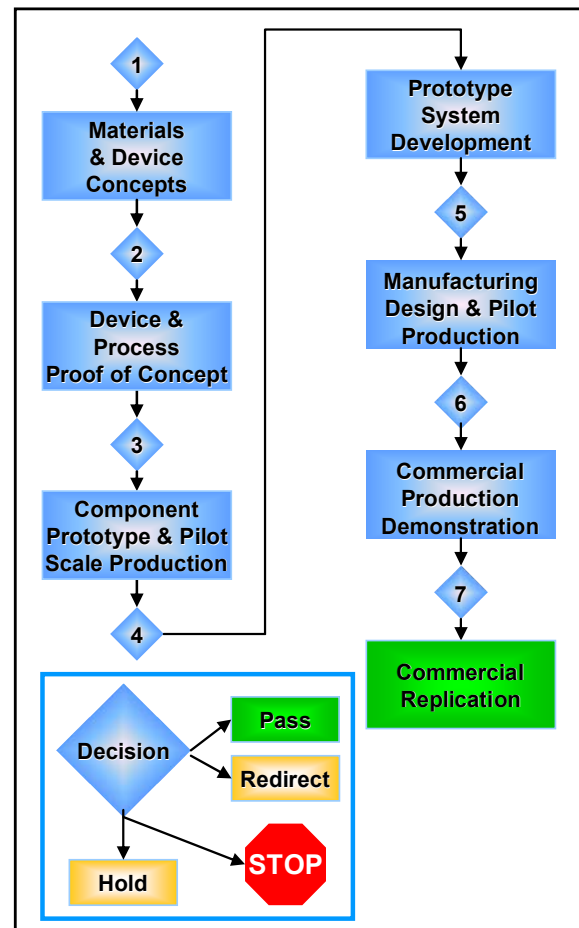 1
Materials
& Device
Concepts
2
Device &
Process
Proof of Concept
3
Component
Prototype & Pilot
Scale Production
4
Prototype
System
Development
5
Manufacturing
Design & Pilot
Production
6
Commercial
Production
Demonstration
7
Commercial
Replication
Decision
Pass
Redirect
Hold
STOP